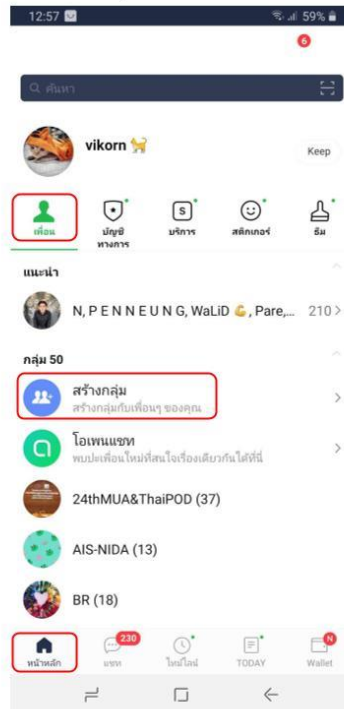 12:57
59%
6
ค้นหา
vikorn
Keep
เพื่อน
บัญชี
ทางการ
บริการ
สติกเกอร์
ธีม
แนะนำ
N, P E N N E U N G, WaLiD 💪, Pare,... 210 >
กลุ่ม 50
สร้างกลุ่ม
สร้างกลุ่มกับเพื่อนๆ ของคุณ
โอเพนแชท
พบปะเพื่อนใหม่ที่สนใจเรื่องเดียวกันได้ที่นี่
24thMUA&ThaiPOD (37)
AIS-NIDA (13)
BR (18)
230
N
หน้าหลัก
แชท
ไทม์ไลน์
TODAY
Wallet